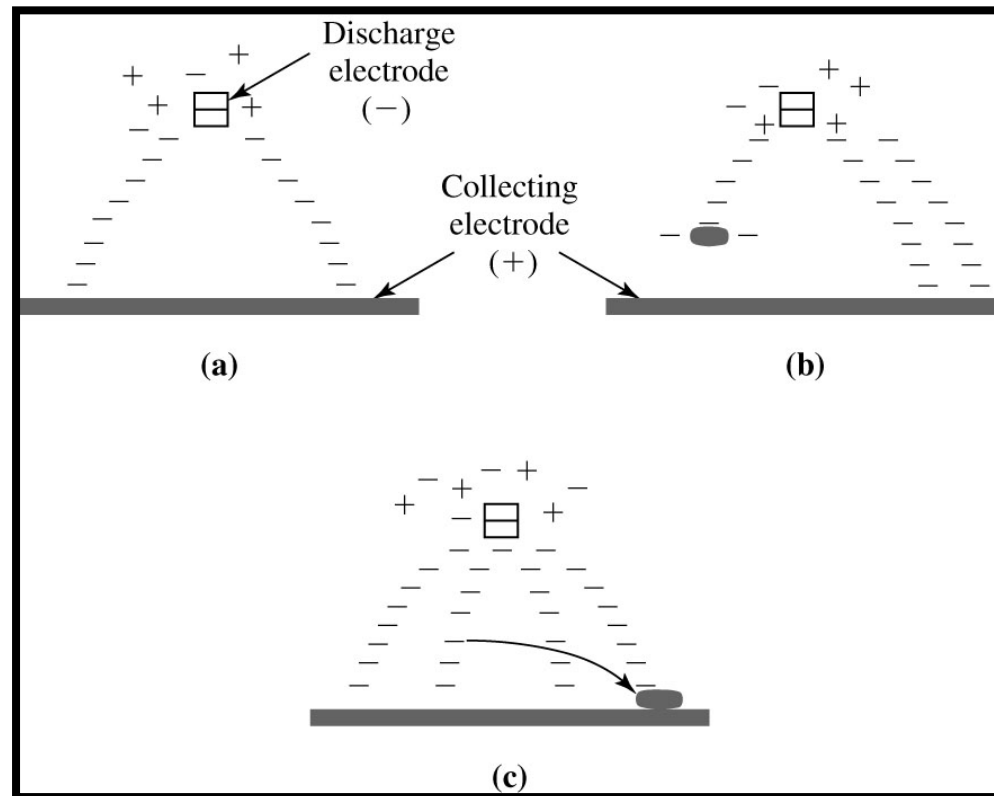 Discharge
electrode
(−)
Collecting
electrode
(+)
(a)
(b)
(c)